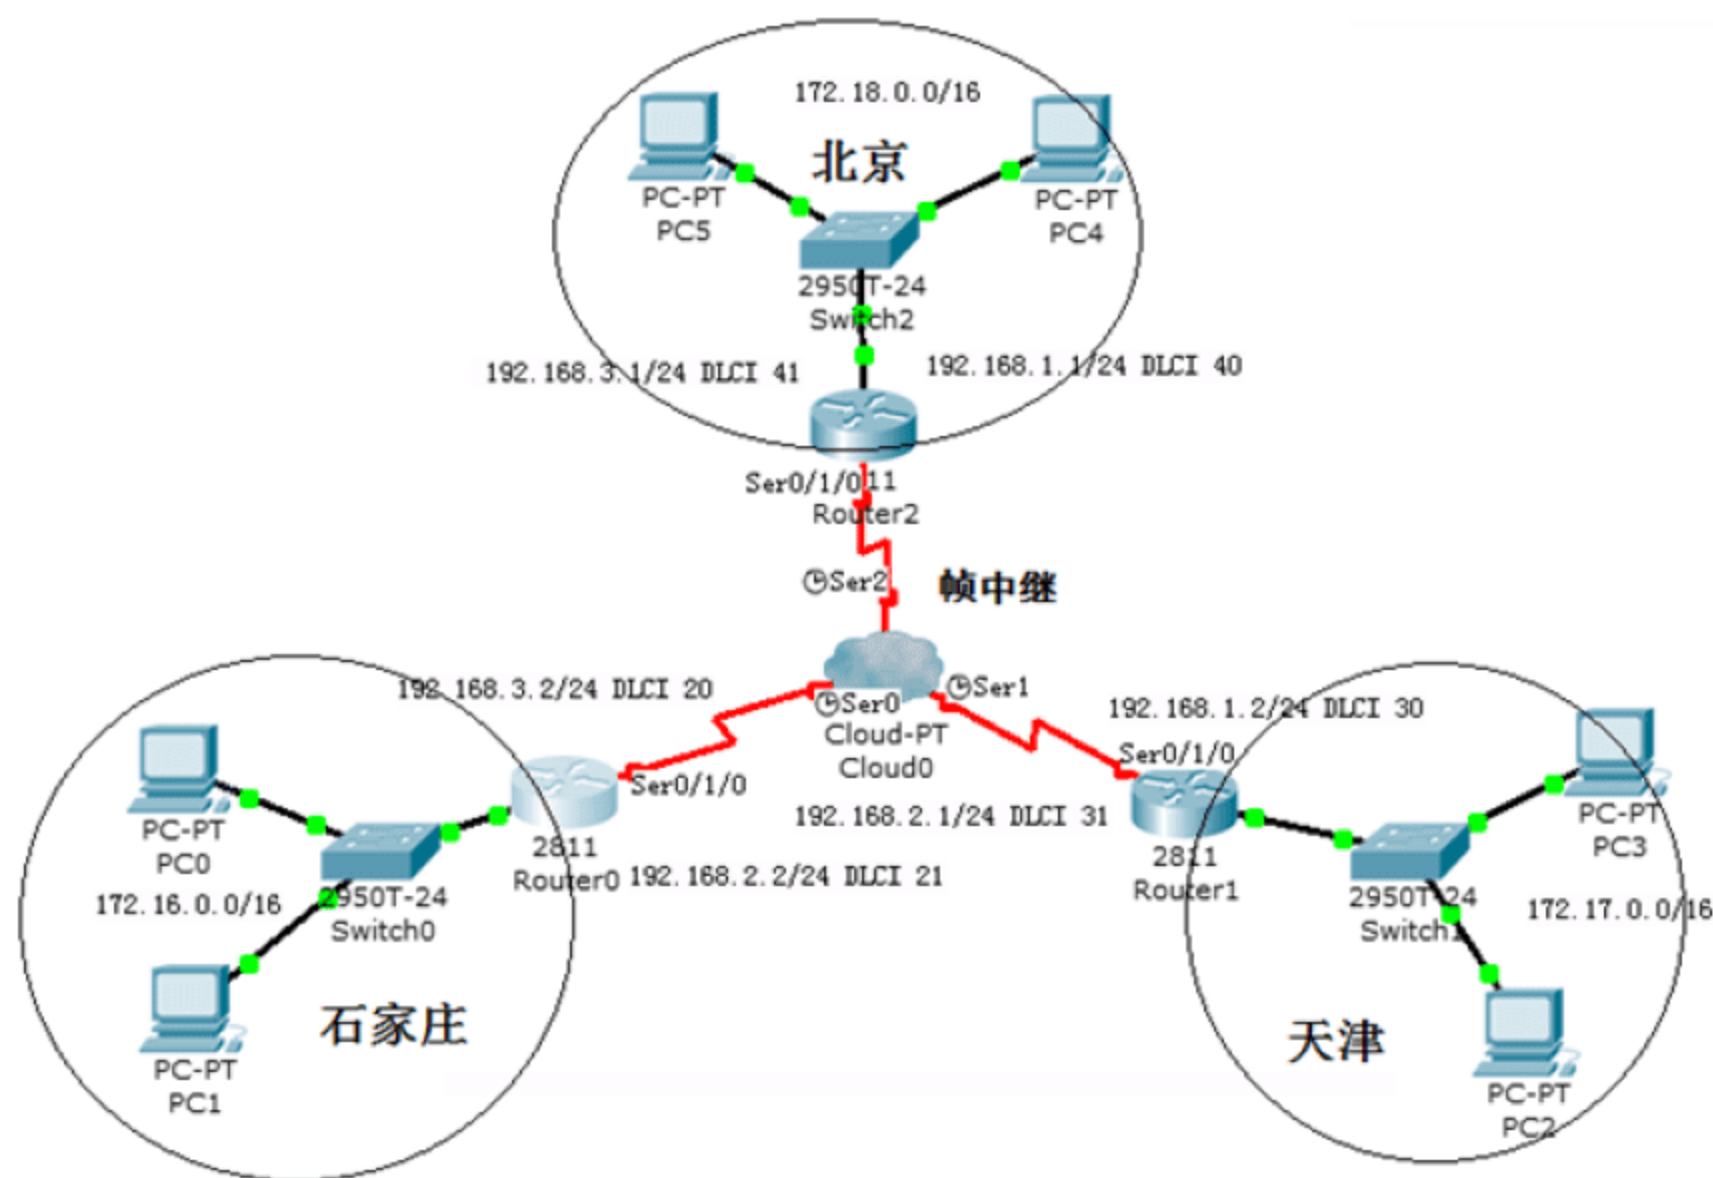 172.18.0.0/16
北京
PC-PT
PC5
PC-PT
PC4
2950T-24
Switch2
192.168.3.1/24 DLCI 41
192.168.1.1/24 DLCI 40
Ser0/1/0
11
Router2
Ser2
帧中继
192.168.3.2/24 DLCI 20
Ser0
Ser1
Cloud-PT
Cloud0
192.168.1.2/24 DLCI 30
Ser0/1/0
Ser0/1/0
192.168.2.1/24 DLCI 31
PC-PT
PC0
2811
Router0
192.168.2.2/24 DLCI 21
2811
Router1
PC-PT
PC3
172.16.0.0/16
2950T-24
Switch0
2950T-24
Switch1
172.17.0.0/16
石家庄
天津
PC-PT
PC1
PC-PT
PC2